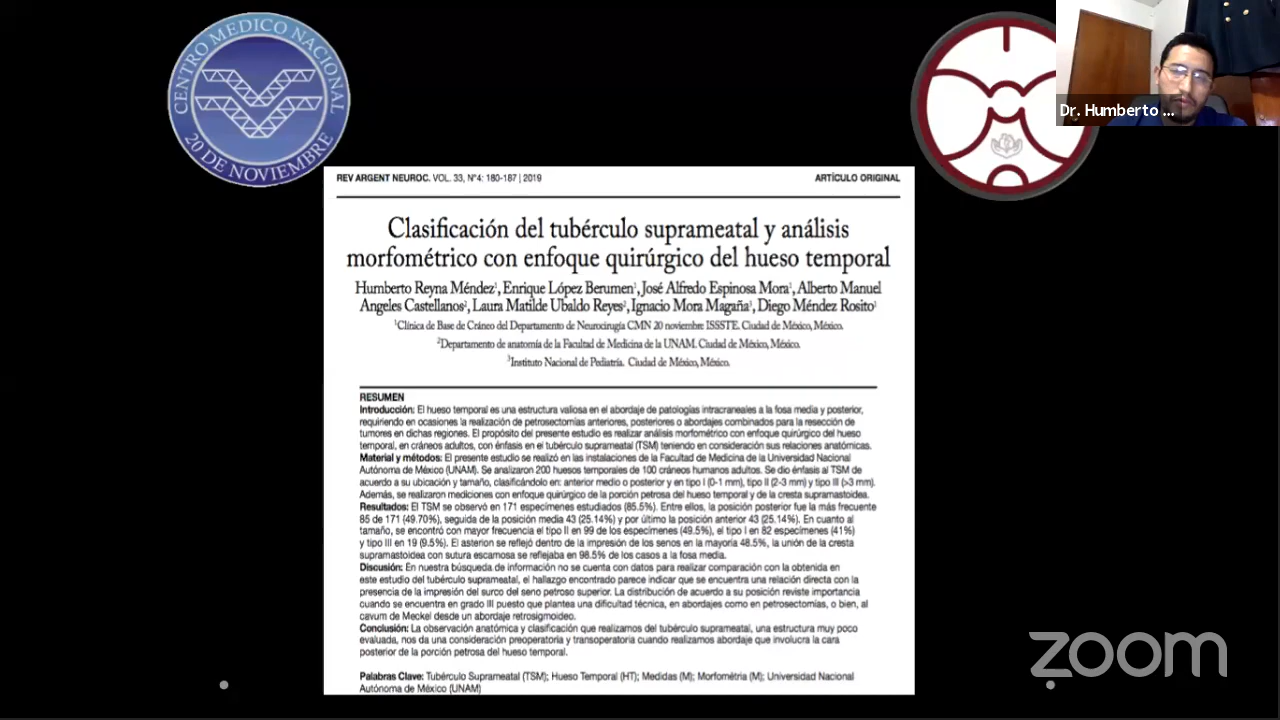 CENTRO MEDICO NACIONAL
20 DE NOVIEMBRE
Dr. Humberto ...
REV ARGENT NEUROC. VOL. 33, N°4: 180-187 | 2019
ARTÍCULO ORIGINAL
Clasificación del tubérculo suprameatal y análisis
morfométrico con enfoque quirúrgico del hueso temporal
Humberto Reyna Méndez¹, Enrique López Berumen¹, José Alfredo Espinosa Mora¹, Alberto Manuel
Angeles Castellanos², Laura Matilde Ubaldo Reyes², Ignacio Mora Magaña³, Diego Méndez Rosito¹
¹Clínica de Base de Cráneo del Departamento de Neurocirugía CMN 20 noviembre ISSSTE. Ciudad de México, México.
²Departamento de anatomía de la Facultad de Medicina de la UNAM. Ciudad de México, México.
³Instituto Nacional de Pediatría. Ciudad de México, México.
RESUMEN
Introducción: El hueso temporal es una estructura valiosa en el abordaje de patologías intracraneales a la fosa media y posterior,
requiriendo en ocasiones la realización de petrosectomías anteriores, posteriores o abordajes combinados para la resección de
tumores en dichas regiones. El propósito del presente estudio es realizar análisis morfométrico con enfoque quirúrgico del hueso
temporal, en cráneos adultos, con énfasis en el tubérculo suprameatal (TSM) teniendo en consideración sus relaciones anatómicas.
Material y métodos: El presente estudio se realizó en las instalaciones de la Facultad de Medicina de la Universidad Nacional
Autónoma de México (UNAM). Se analizaron 200 huesos temporales de 100 cráneos humanos adultos. Se dio énfasis al TSM de
acuerdo a su ubicación y tamaño, clasificándolo en: anterior medio o posterior y en tipo I (0-1 mm), tipo II (2-3 mm) y tipo III (>3 mm).
Además, se realizaron mediciones con enfoque quirúrgico de la porción petrosa del hueso temporal y de la cresta supramastoidea.
Resultados: El TSM se observó en 171 especímenes estudiados (85.5%). Entre ellos, la posición posterior fue la más frecuente
85 de 171 (49.70%), seguida de la posición media 43 (25.14%) y por último la posición anterior 43 (25.14%). En cuanto al
tamaño, se encontró con mayor frecuencia el tipo II en 99 de los especímenes (49.5%), el tipo I en 82 especímenes (41%)
y tipo III en 19 (9.5%). El asterion se reflejó dentro de la impresión de los senos en la mayoría 48.5%, la unión de la cresta
supramastoidea con sutura escamosa se reflejaba en 98.5% de los casos a la fosa media.
Discusión: En nuestra búsqueda de información no se cuenta con datos para realizar comparación con la obtenida en
este estudio del tubérculo suprameatal, el hallazgo encontrado parece indicar que se encuentra una relación directa con la
presencia de la impresión del surco del seno petroso superior. La distribución de acuerdo a su posición reviste importancia
cuando se encuentra en grado III puesto que plantea una dificultad técnica, en abordajes como en petrosectomías, o bien, al
cavum de Meckel desde un abordaje retrosigmoideo.
Conclusión: La observación anatómica y clasificación que realizamos del tubérculo suprameatal, una estructura muy poco
evaluada, nos da una consideración preoperatoria y transoperatoria cuando realizamos abordaje que involucra la cara
posterior de la porción petrosa del hueso temporal.
Palabras Clave: Tubérculo Suprameatal (TSM); Hueso Temporal (HT); Medidas (M); Morfométria (M); Universidad Nacional
Autónoma de México (UNAM)
zoom